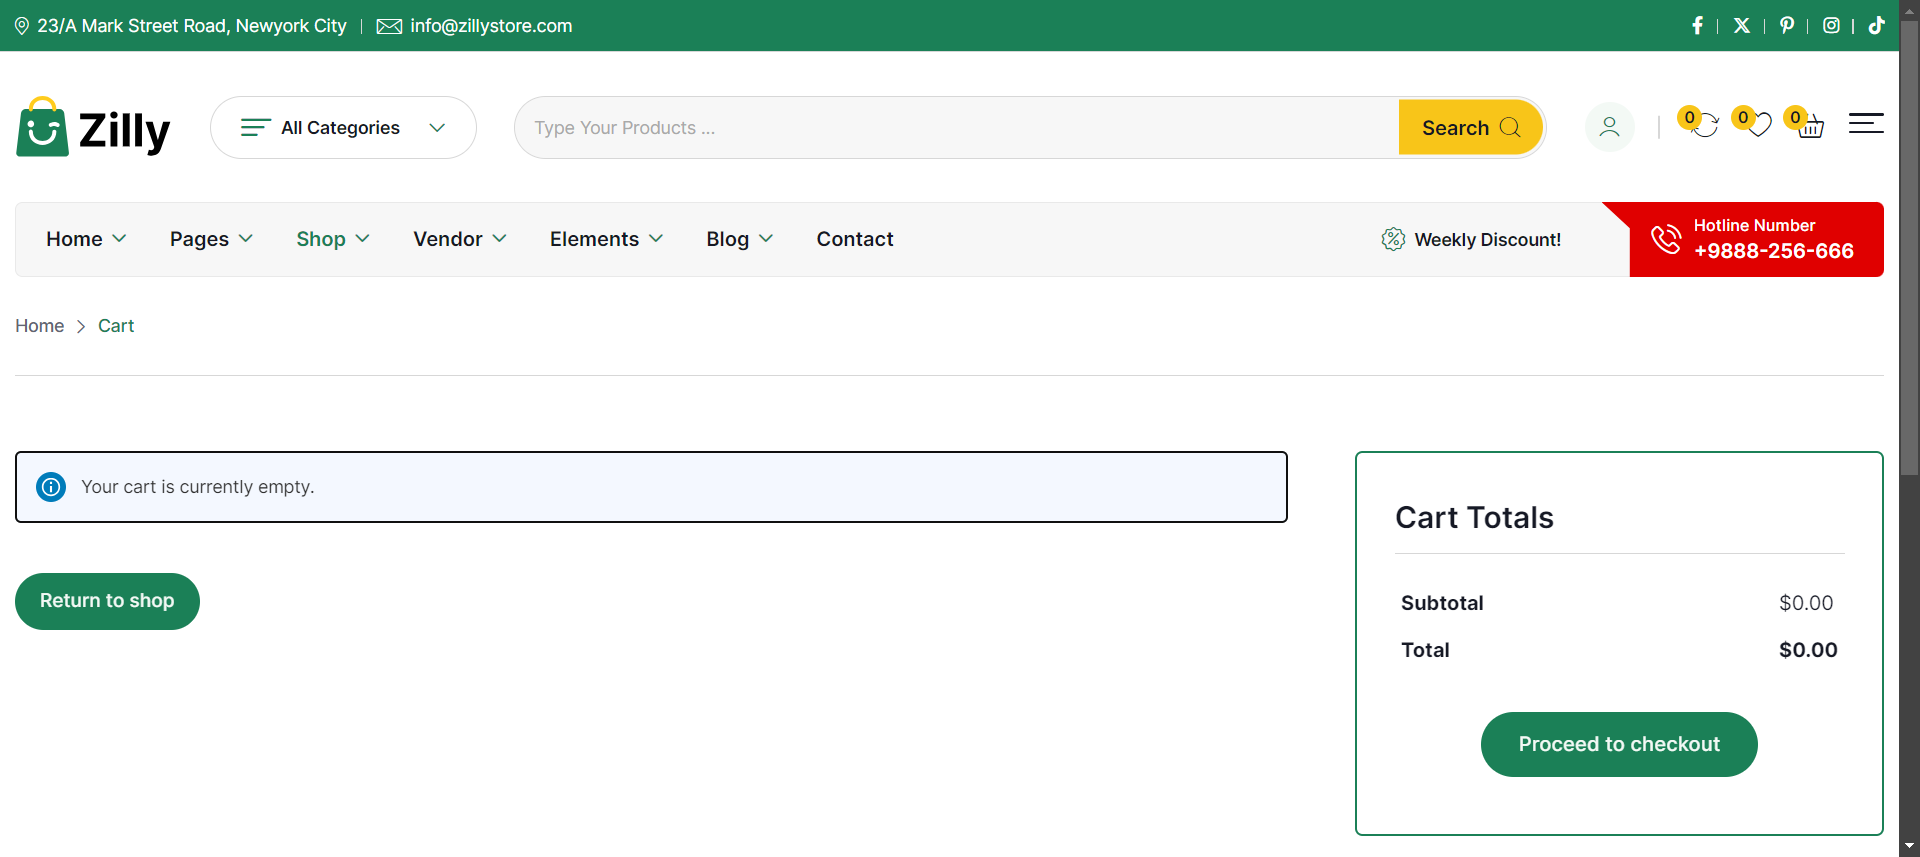 23/A Mark Street Road, Newyork City | info@zillystore.com
Zilly
All Categories
Type Your Products ...
Search
0
0
0
Home
Pages
Shop
Vendor
Elements
Blog
Contact
Weekly Discount!
Hotline Number
+9888-256-666
Home > Cart
Your cart is currently empty.
Return to shop
Cart Totals
Subtotal $0.00
Total $0.00
Proceed to checkout